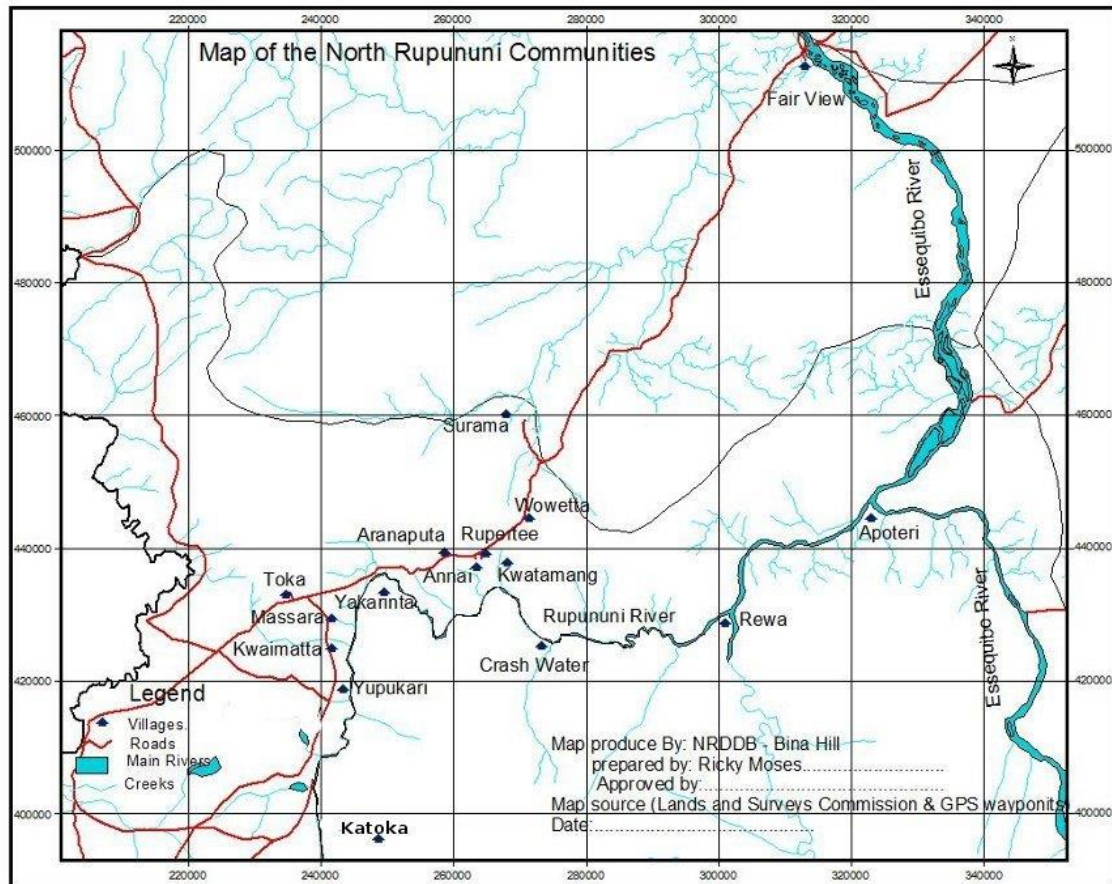 220000 240000 260000 280000 300000 320000 340000
Map of the North Rupununi Communities
N
Fair View
500000 500000
Essequibo River
480000 480000
460000 460000
Surama
Wowetta
Aranaputa Rupertee
Apoteri
440000 440000
Annai Kwatamang
Toka
Massara Yakarinta
Rupununi River Rewa
Essequibo River
Kwaimatta
Crash Water
420000 420000
Yupukari
Legend
Villages.
Roads
Main Rivers
Creeks
Map produce By: NRDDB - Bina Hill
prepared by: Ricky Moses
Approved by:
Map source (Lands and Surveys Commission & GPS wayponits)
Date:
400000 400000
Katoka
220000 240000 260000 280000 300000 320000 340000